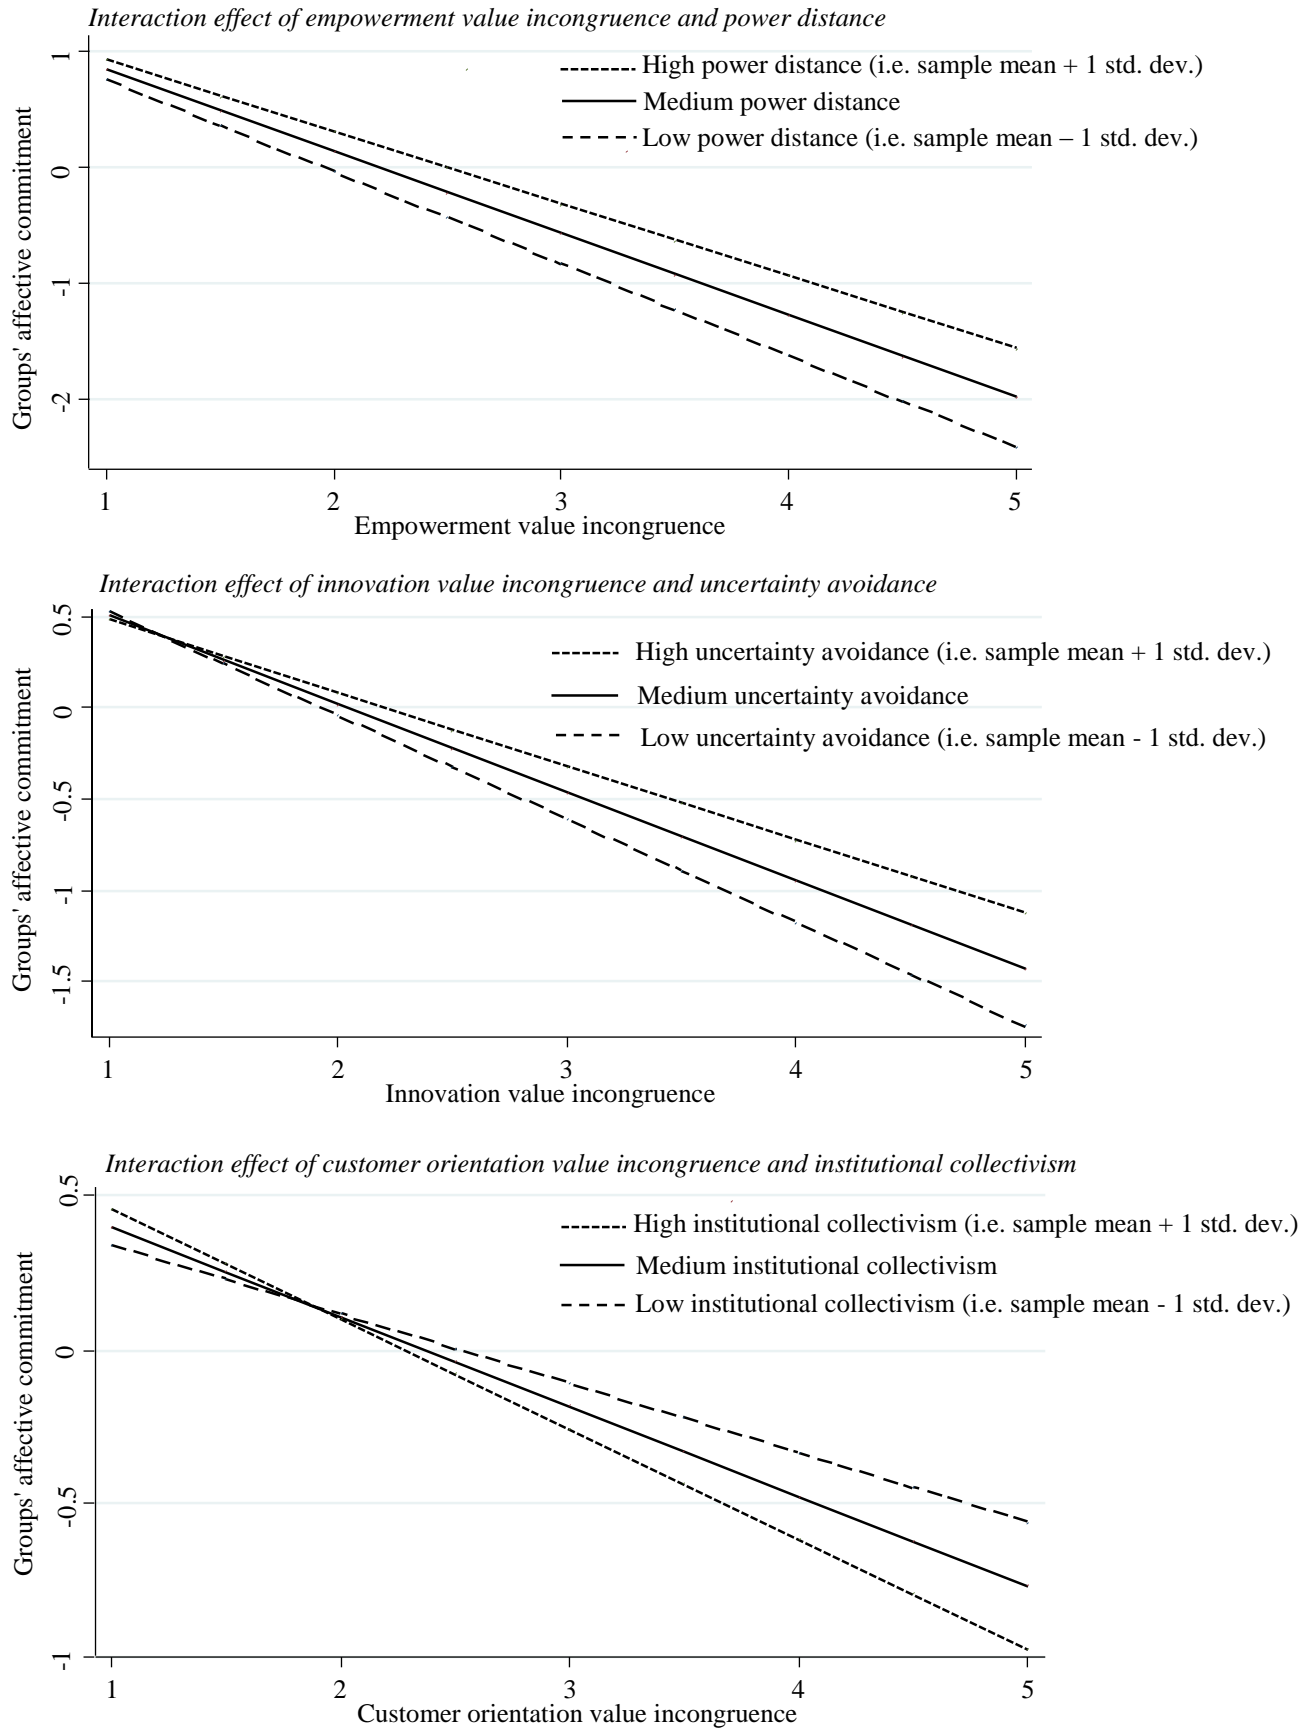 Interaction effect of empowerment value incongruence and power distance
High power distance (i.e. sample mean + 1 std. dev.)
Medium power distance
Low power distance (i.e. sample mean – 1 std. dev.)
Groups' affective commitment
1
0
-1
-2
1 2 3 4 5
Empowerment value incongruence
Interaction effect of innovation value incongruence and uncertainty avoidance
High uncertainty avoidance (i.e. sample mean + 1 std. dev.)
Medium uncertainty avoidance
Low uncertainty avoidance (i.e. sample mean - 1 std. dev.)
Groups' affective commitment
0.5
0
-0.5
-1
-1.5
1 2 3 4 5
Innovation value incongruence
Interaction effect of customer orientation value incongruence and institutional collectivism
High institutional collectivism (i.e. sample mean + 1 std. dev.)
Medium institutional collectivism
Low institutional collectivism (i.e. sample mean - 1 std. dev.)
Groups' affective commitment
0.5
0
-0.5
-1
1 2 3 4 5
Customer orientation value incongruence